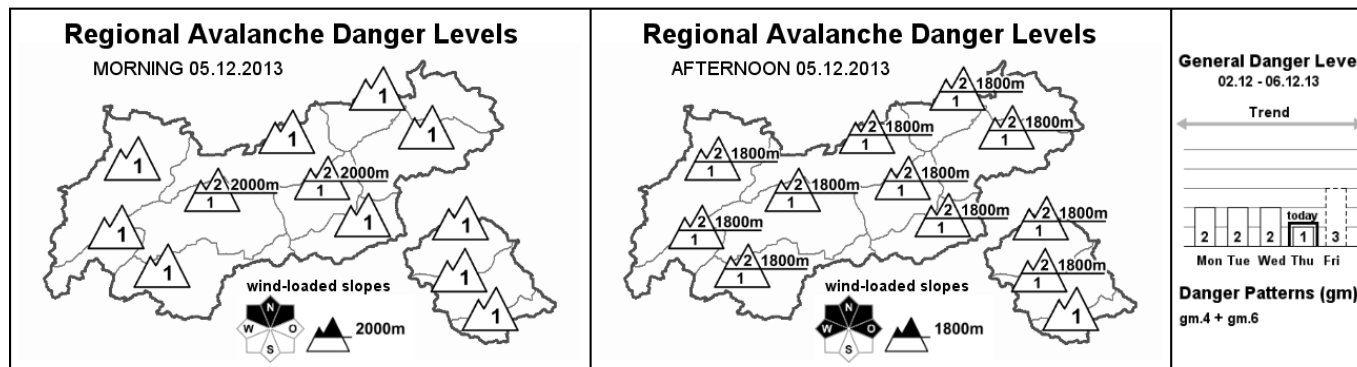 Regional Avalanche Danger Levels
MORNING 05.12.2013
1
1
1
1
2 2000m
1
2 2000m
1
1
1
1
1
1
1
wind-loaded slopes
N
W O
S
2000m
Regional Avalanche Danger Levels
AFTERNOON 05.12.2013
2 1800m
1
2 1800m
1
2 1800m
1
2 1800m
1
2 1800m
1
2 1800m
1
2 1800m
1
2 1800m
1
2 1800m
1
2 1800m
1
2 1800m
1
1
wind-loaded slopes
N
W O
S
1800m
General Danger Leve
02.12 - 06.12.13
Trend
today
2 2 2 1 3
Mon Tue Wed Thu Fri
Danger Patterns (gm)
gm.4 + gm.6